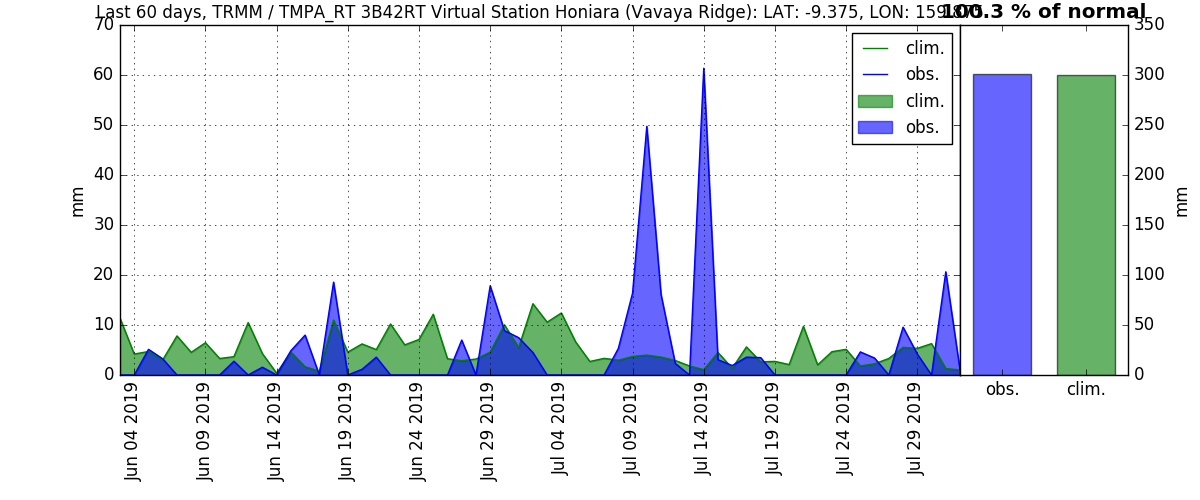 Last 60 days, TRMM / TMPA_RT 3B42RT Virtual Station Honiara (Vavaya Ridge): LAT: -9.375, LON:
100.3 % of normal
70
60
50
40
30
20
10
0
mm
clim.
obs.
clim.
obs.
350
300
250
200
150
100
50
0
mm
obs.
clim.
Jun 04 2019
Jun 09 2019
Jun 14 2019
Jun 19 2019
Jun 24 2019
Jun 29 2019
Jul 04 2019
Jul 09 2019
Jul 14 2019
Jul 19 2019
Jul 24 2019
Jul 29 2019